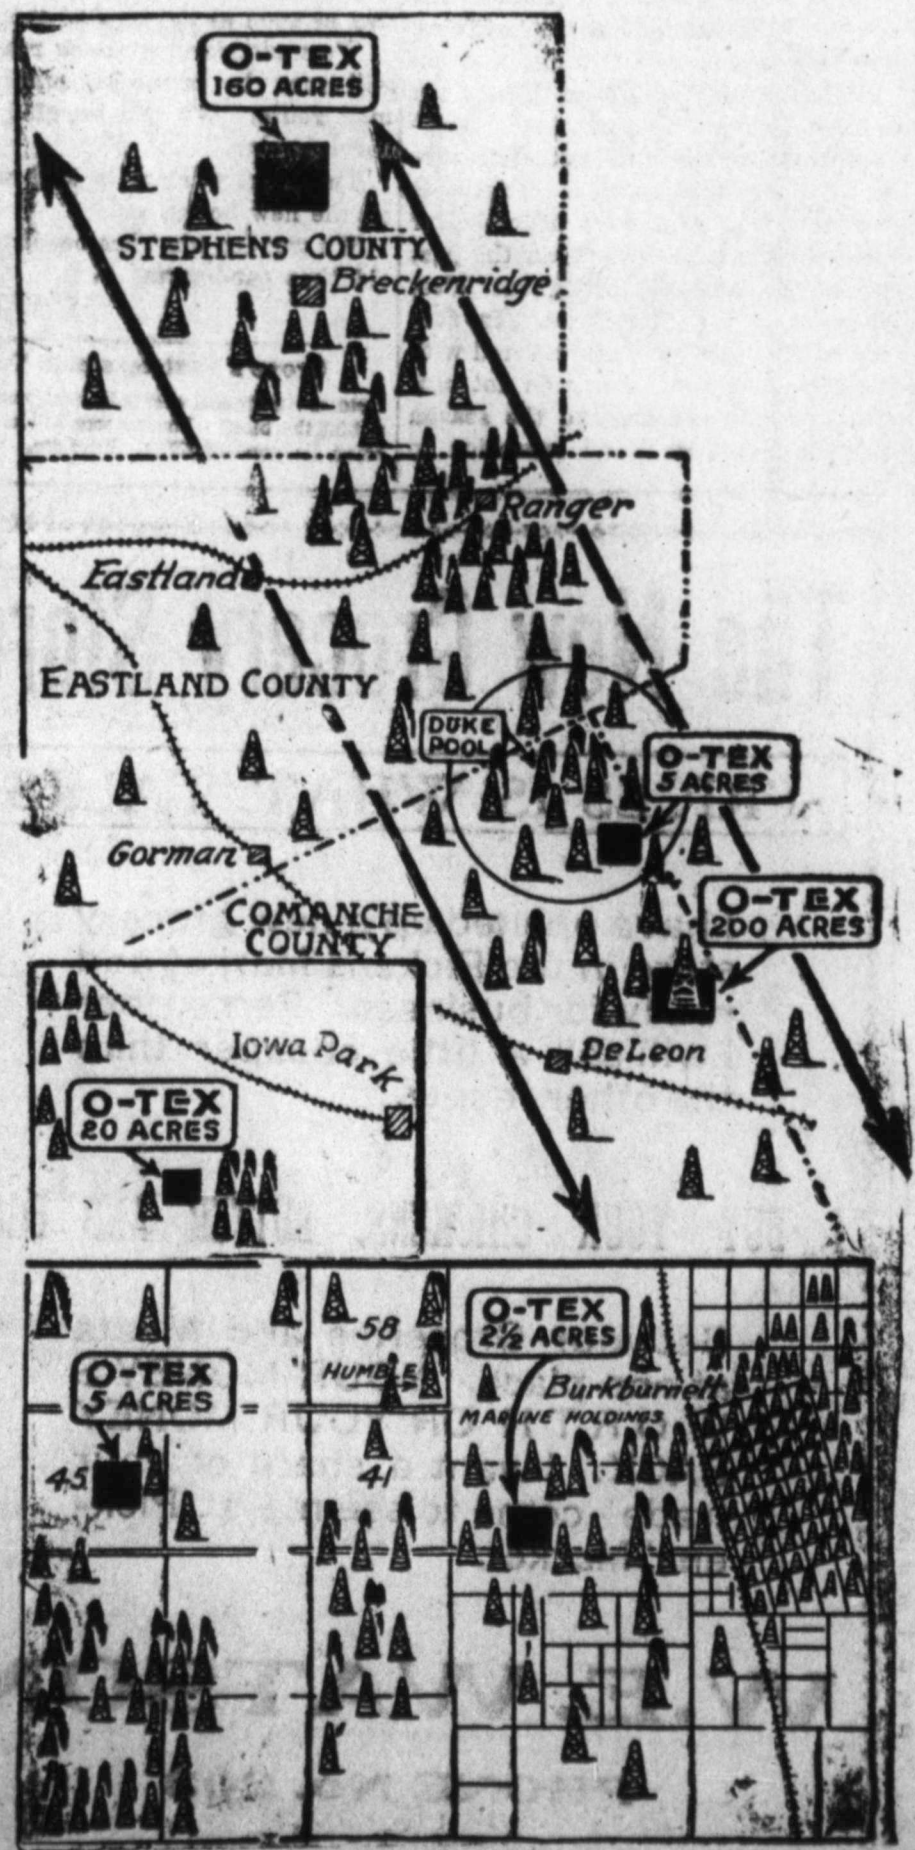 O-TEX
160 ACRES
STEPHENS COUNTY
Breckenridge
Ranger
Eastland
EASTLAND COUNTY
DUKE
POOL
O-TEX
5 ACRES
Gorman
O-TEX
200 ACRES
COMANCHE
COUNTY
Iowa Park
DeLeon
O-TEX
20 ACRES
O-TEX
2½ ACRES
58
O-TEX
5 ACRES
HUMBLE
Burkburnett
MARINE HOLDINGS
45
41